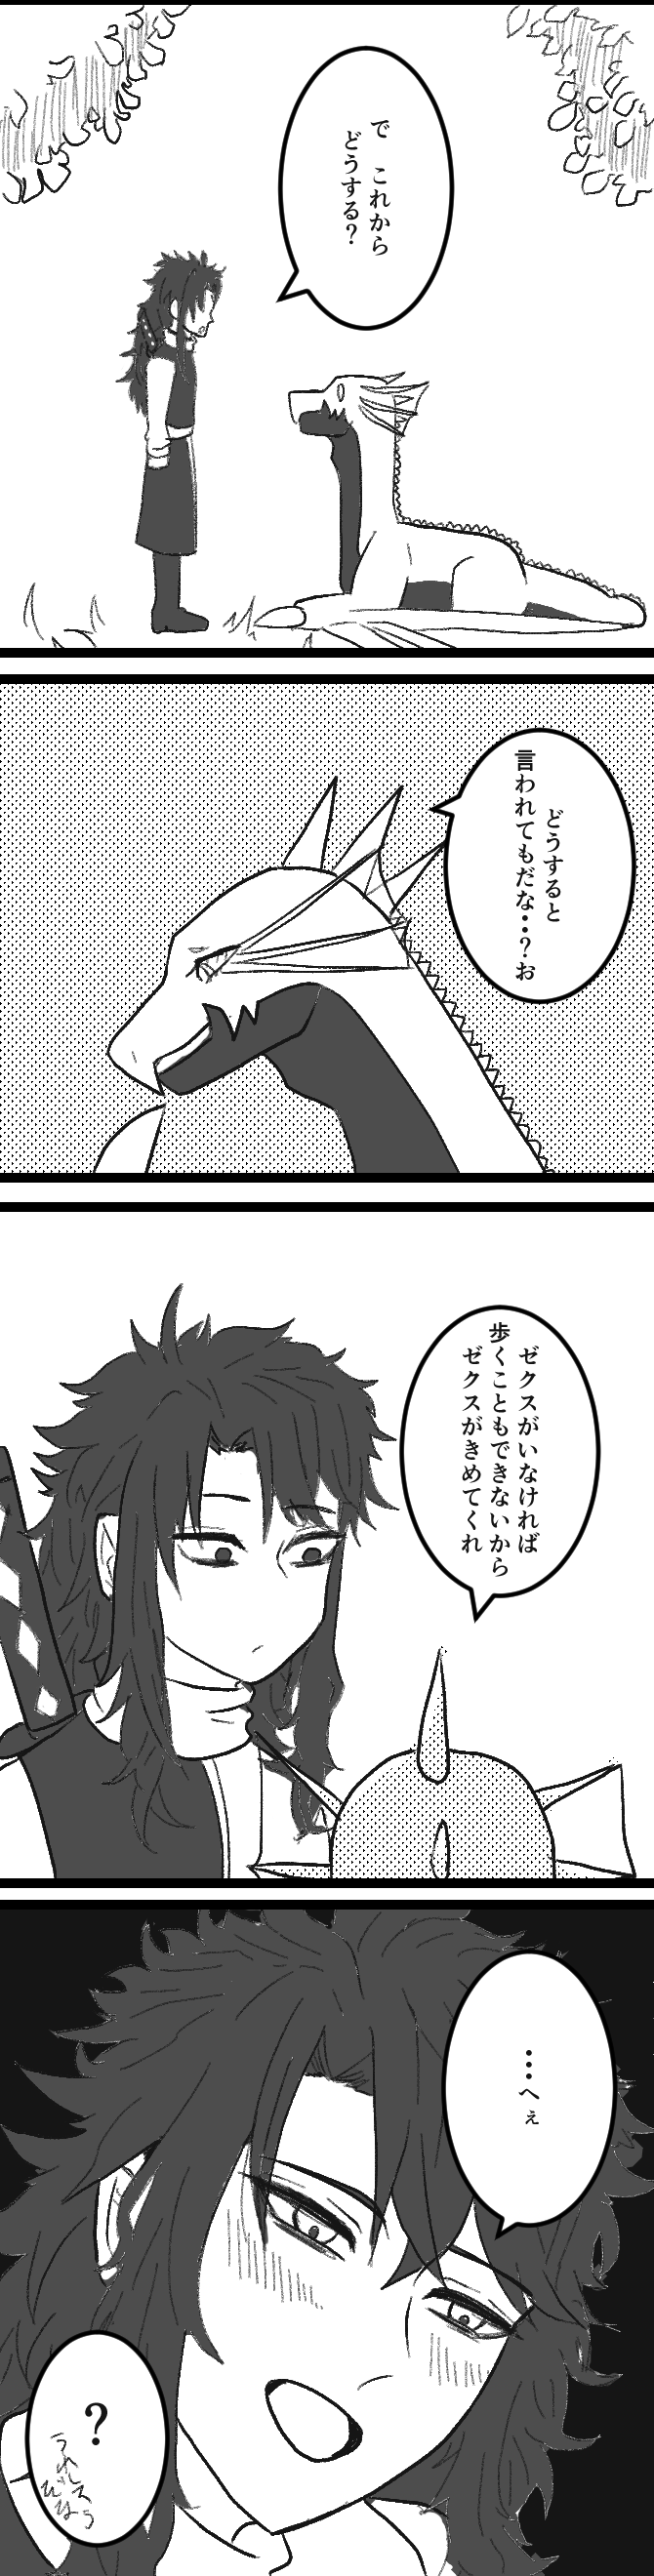 で　これから
どうする？
どうすると
言われてもだな・・？お
ゼクスがいなければ
歩くこともできないから
ゼクスがきめてくれ
・・・へぇ
？